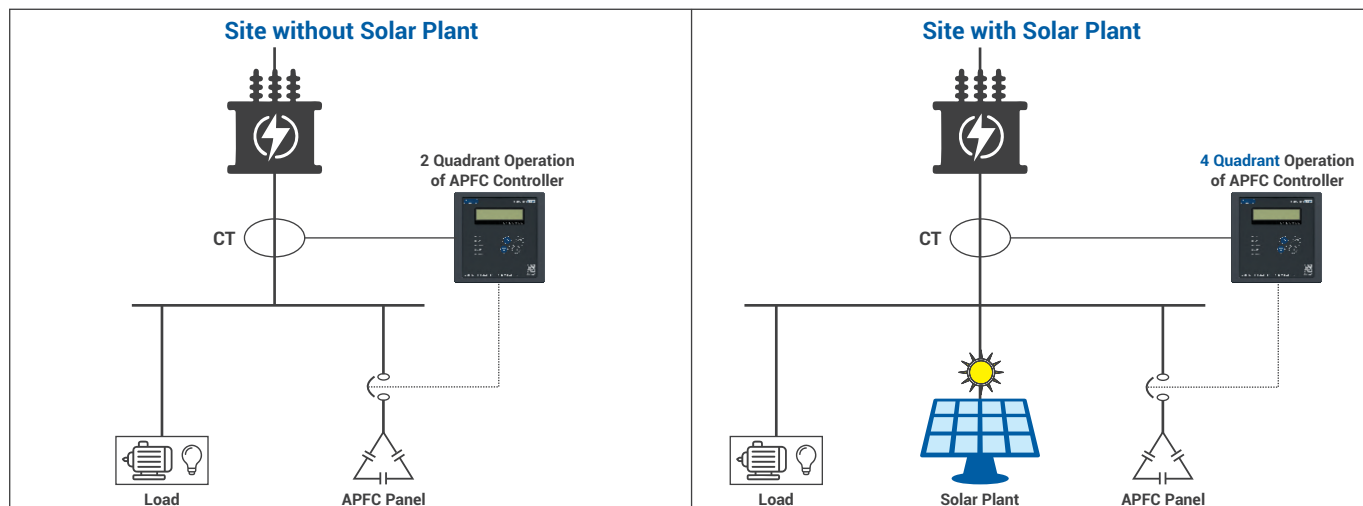 Site without Solar Plant
2 Quadrant Operation
of APFC Controller
CT
Load
APFC Panel
Site with Solar Plant
4 Quadrant Operation
of APFC Controller
CT
Load
Solar Plant
APFC Panel